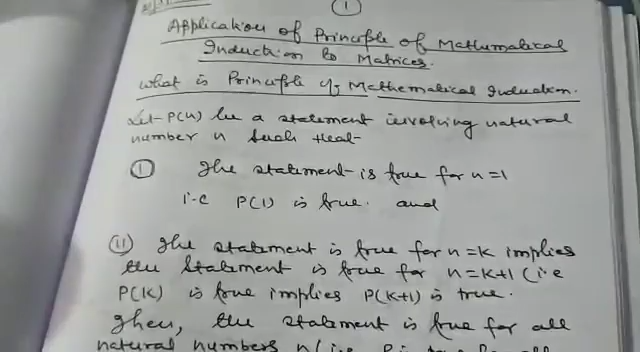 1
Application of Principle of Mathematical
Induction to Matrices.
What is Principle of Mathematical Induction.
Let P(n) be a statement involving natural
number n such that
(I) The statement is true for n=1
i.e P(1) is true. and
(II) The statement is true for n=k implies
the statement is true for n=k+1 (i.e
P(k) is true implies P(k+1) is true.
Then, the statement is true for all
natural numbers n (i.e